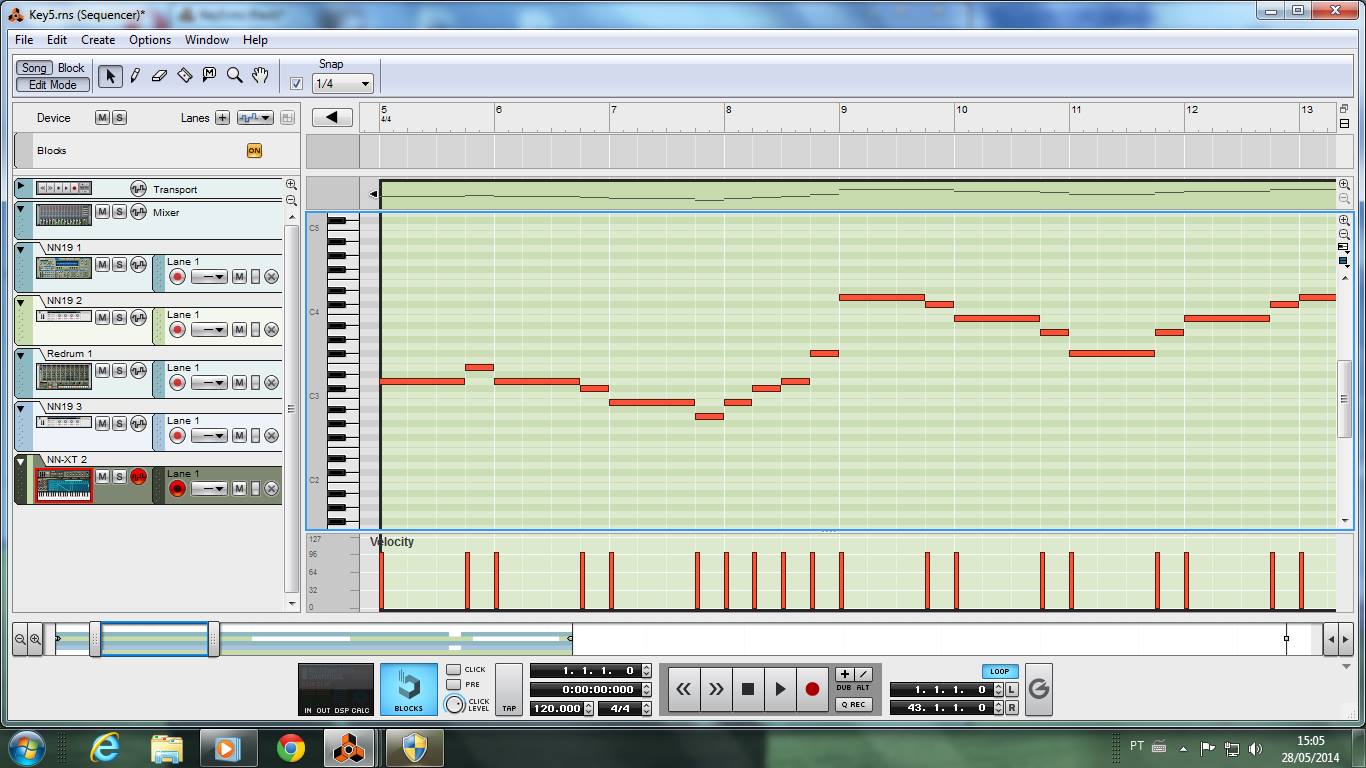 Key5.rns (Sequencer)*
File Edit Create Options Window Help
Song Block
Edit Mode
Snap
1/4
Device M S Lanes
5 6 7 8 9 10 11 12 13
4/4
Blocks ON
Transport
M S Mixer
NN19 1
M S Lane 1
M
NN19 2
M S Lane 1
M
Redrum 1
M S Lane 1
M
NN19 3
M S Lane 1
M
NN-XT 2
M S Lane 1
M
C5
C4
C3
C2
Velocity
127
96
64
32
0
IN OUT DSP CALC
BLOCKS
CLICK
PRE
CLICK
LEVEL
TAP
1. 1. 1. 0
0:00:00:000
120.000 4/4
DUB ALT
Q REC
LOOP
1. 1. 1. 0 L
43. 1. 1. 0 R
PT
15:05
28/05/2014